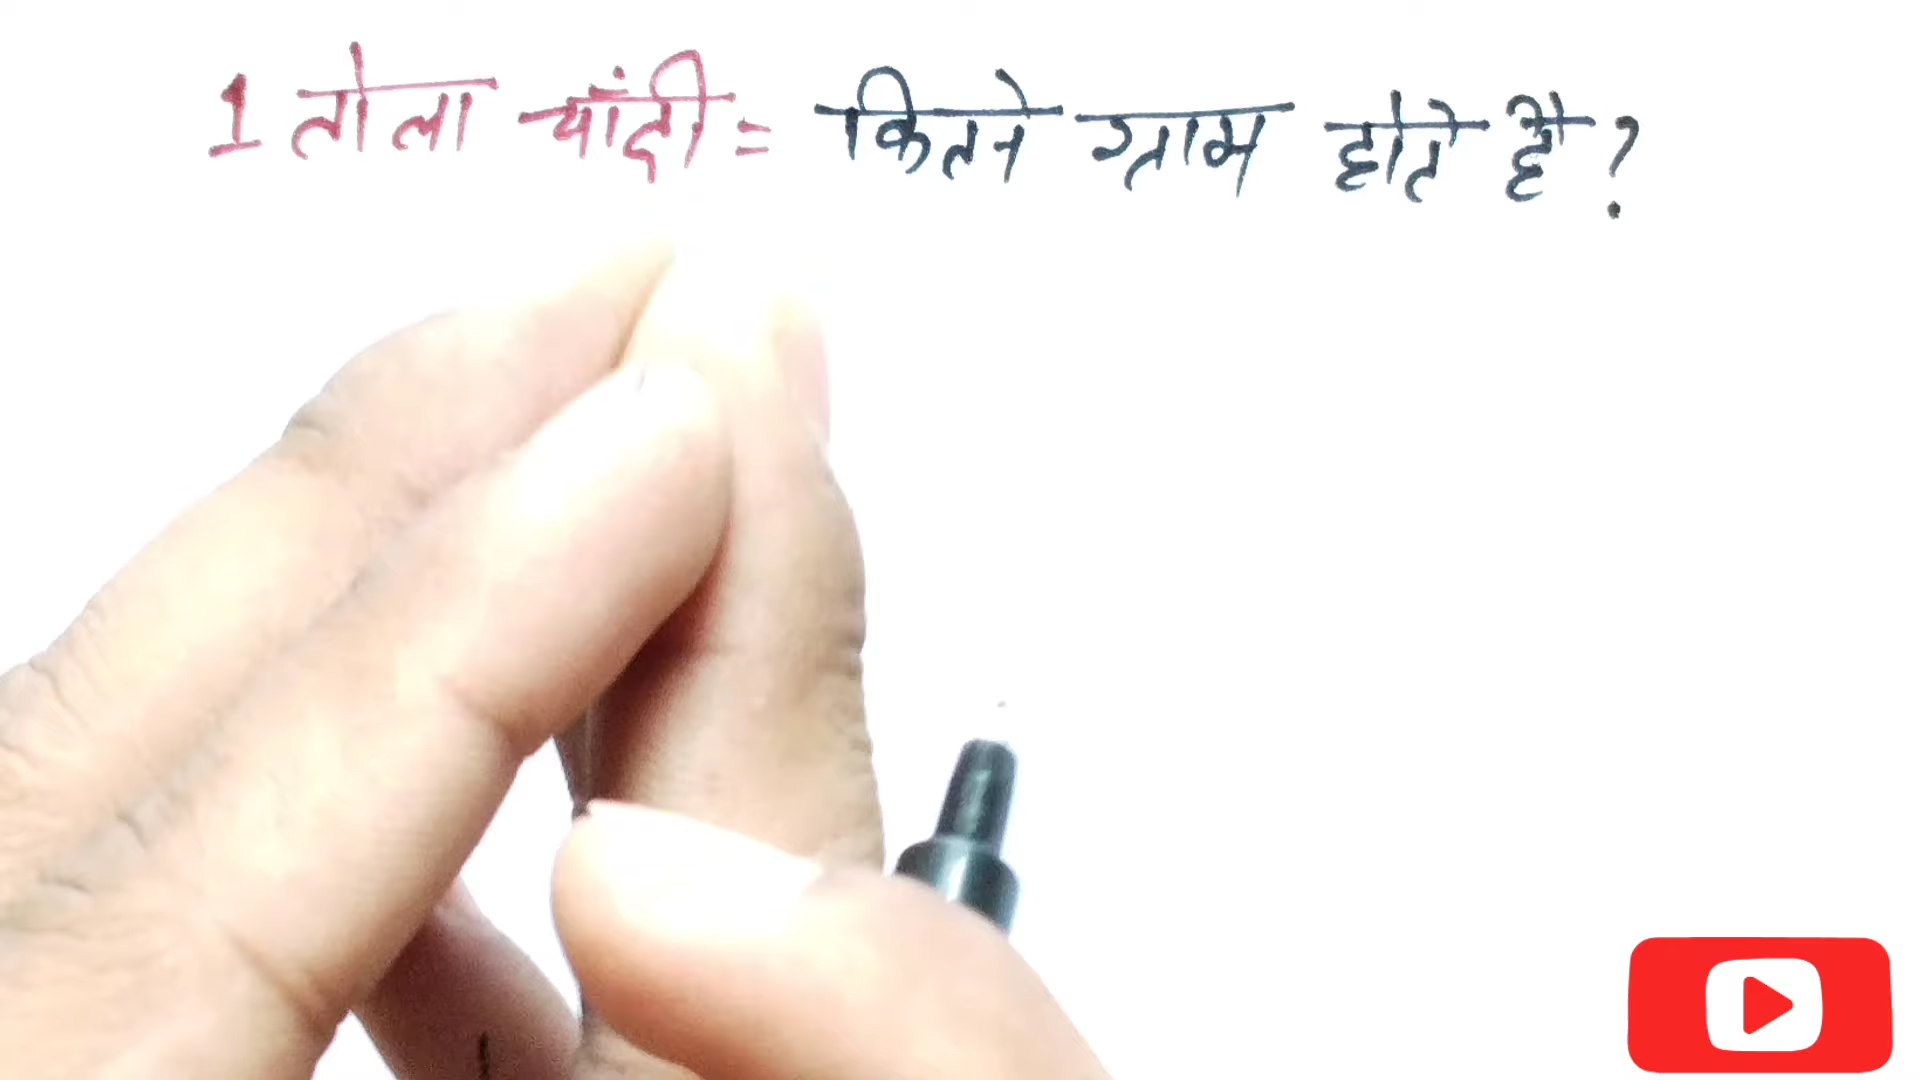 1 तोला चाँदी = कितने ग्राम होते है ?